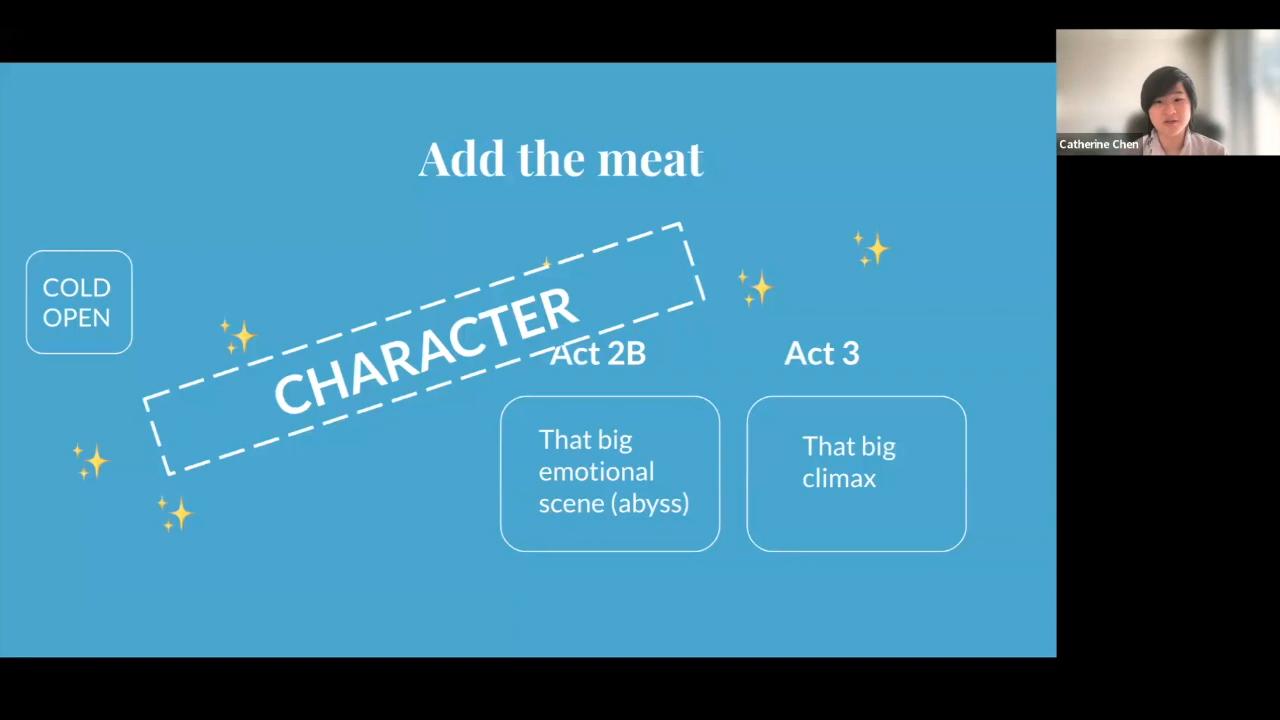 Add the meat
Catherine Chen
COLD
OPEN
CHARACTER
Act 2B
Act 3
That big
emotional
scene (abyss)
That big
climax